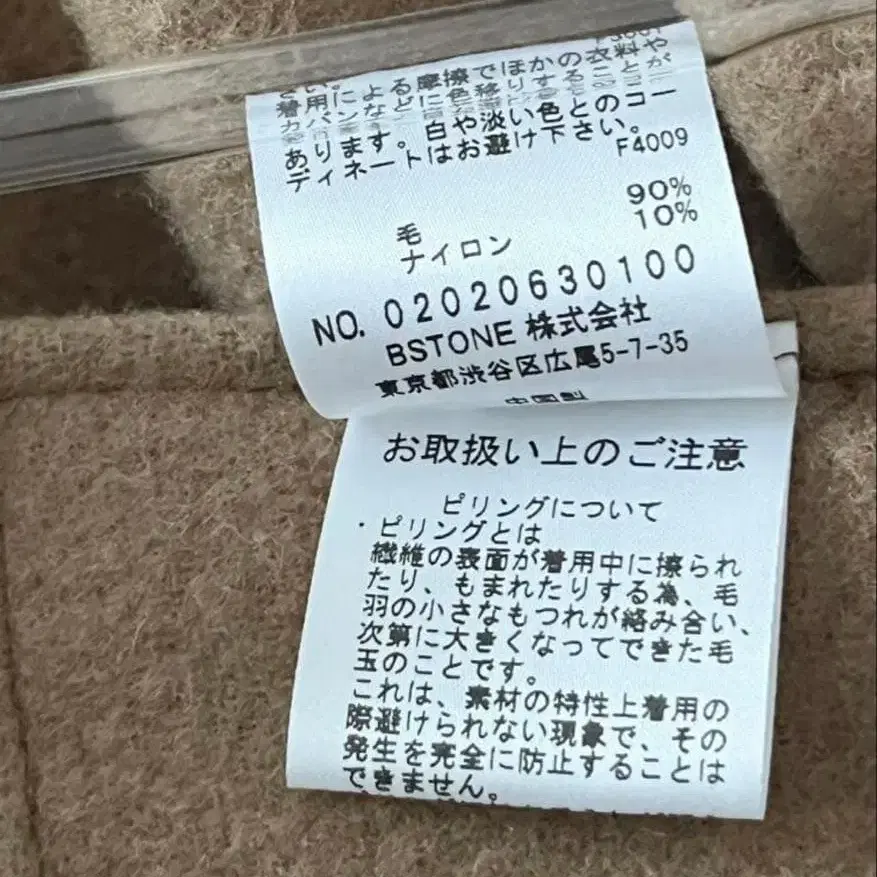 着用による摩擦でほかの衣料や
カバンなどに色移りすることが
あります。白や淡い色とのコー
ディネートはお避け下さい。
F4009
毛 90%
ナイロン 10%
NO. 02020630100
BSTONE 株式会社
東京都渋谷区広尾5-7-35
中国製
お取扱い上のご注意
ピリングについて
・ピリングとは
繊維の表面が着用中に擦られ
たり、もまれたりする為、毛
羽の小さなもつれが絡み合い、
次第に大きくなってできた毛
玉のことです。
これは、素材の特性上着用の
際避けられない現象で、その
発生を完全に防止することは
できません。